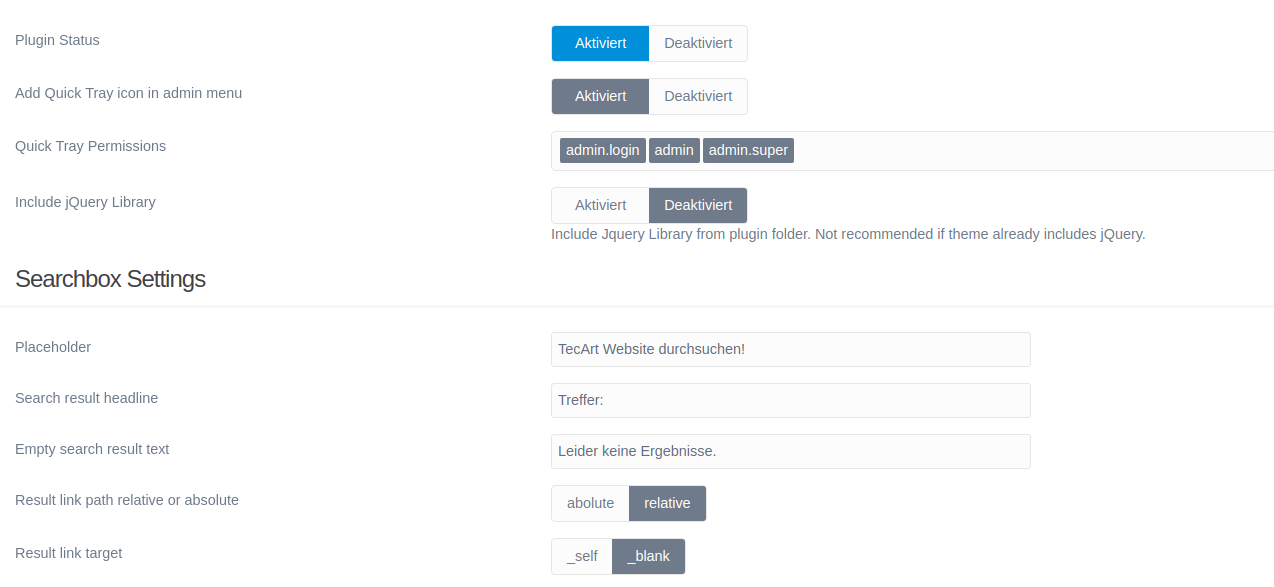 Plugin Status Aktiviert Deaktiviert
Add Quick Tray icon in admin menu Aktiviert Deaktiviert
Quick Tray Permissions admin.login admin admin.super
Include jQuery Library Aktiviert Deaktiviert
Include Jquery Library from plugin folder. Not recommended if theme already includes jQuery.
Searchbox Settings
Placeholder TecArt Website durchsuchen!
Search result headline Treffer:
Empty search result text Leider keine Ergebnisse.
Result link path relative or absolute abolute relative
Result link target _self _blank